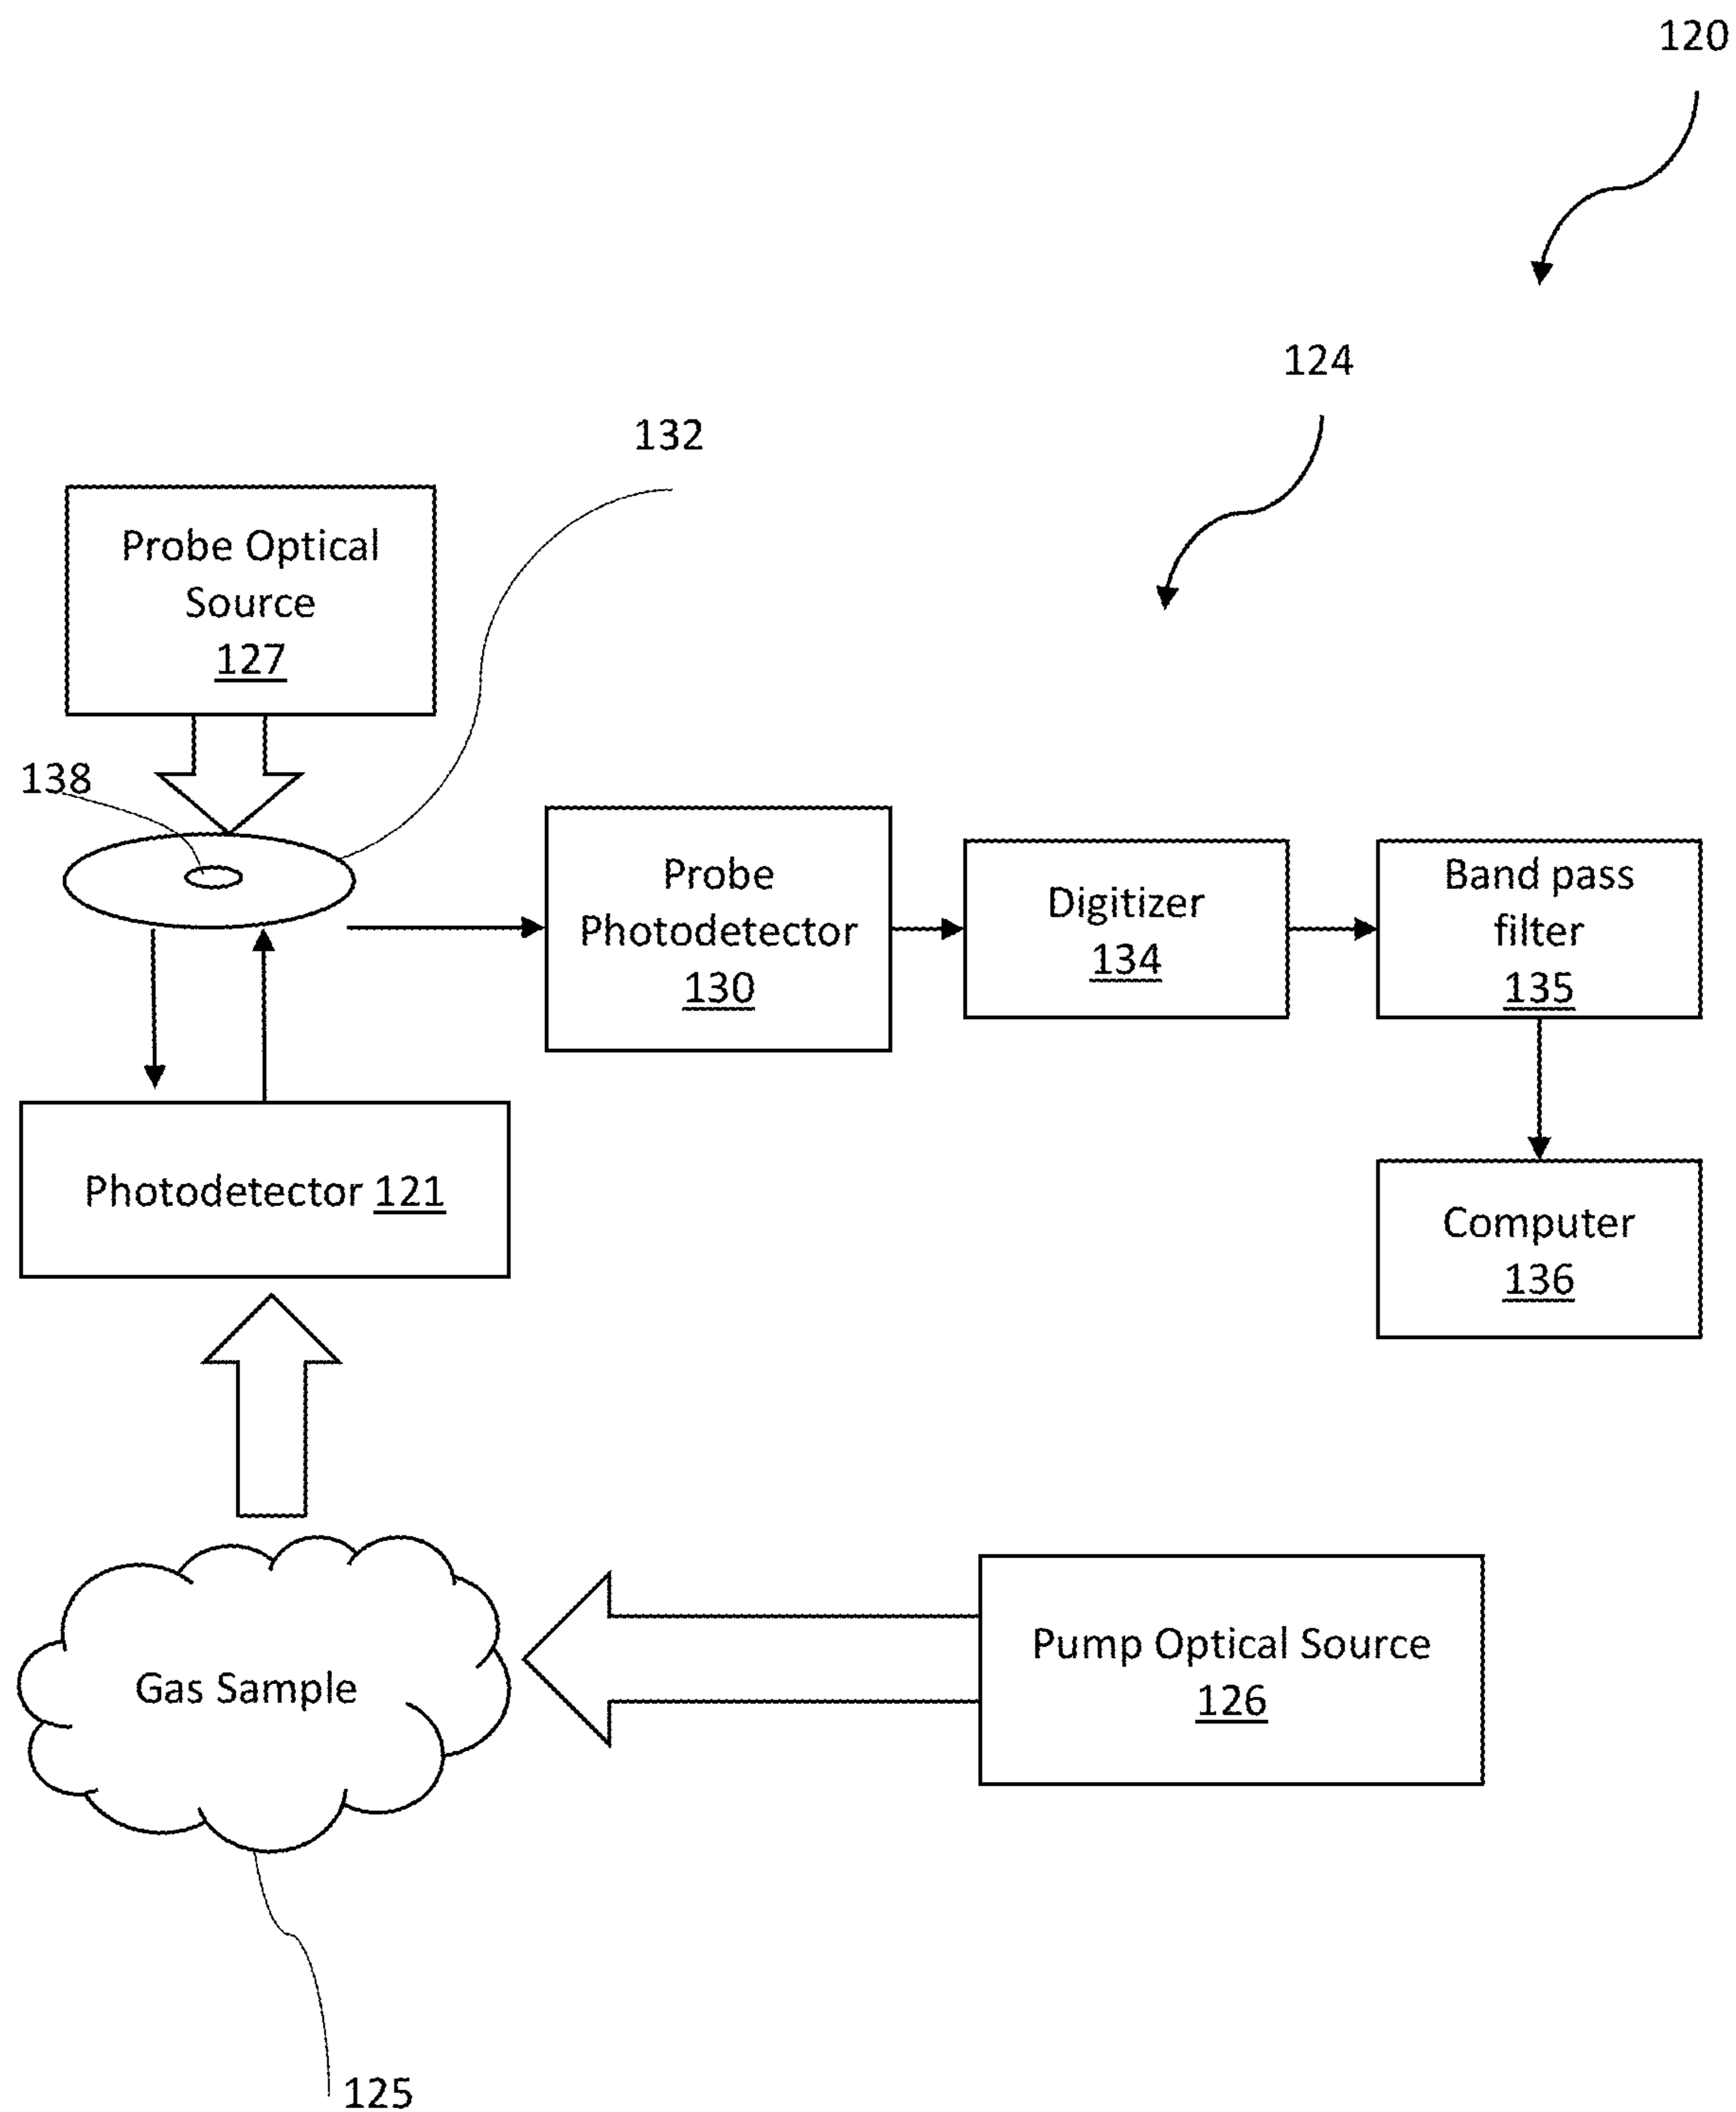 120
124
132
Probe Optical
Source
127
138
Probe
Photodetector
130
Digitizer
134
Band pass
filter
135
Photodetector 121
Computer
136
Gas Sample
Pump Optical Source
126
125